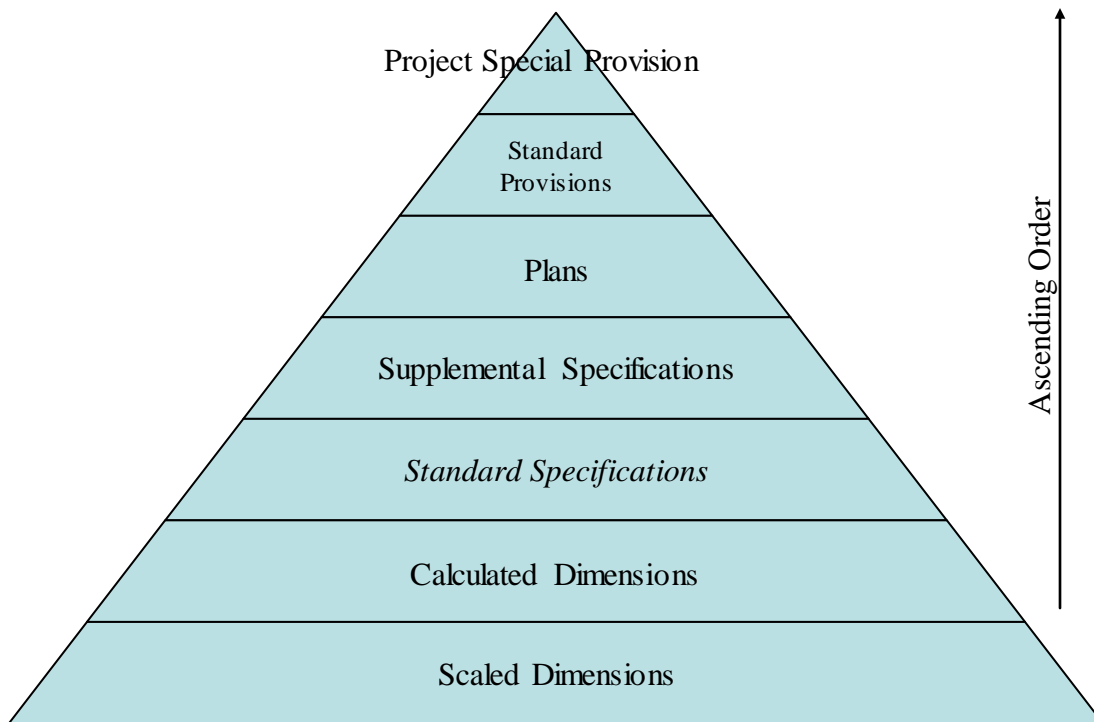 Project Special Provision
Standard
Provisions
Plans
Supplemental Specifications
Standard Specifications
Calculated Dimensions
Scaled Dimensions
Ascending Order